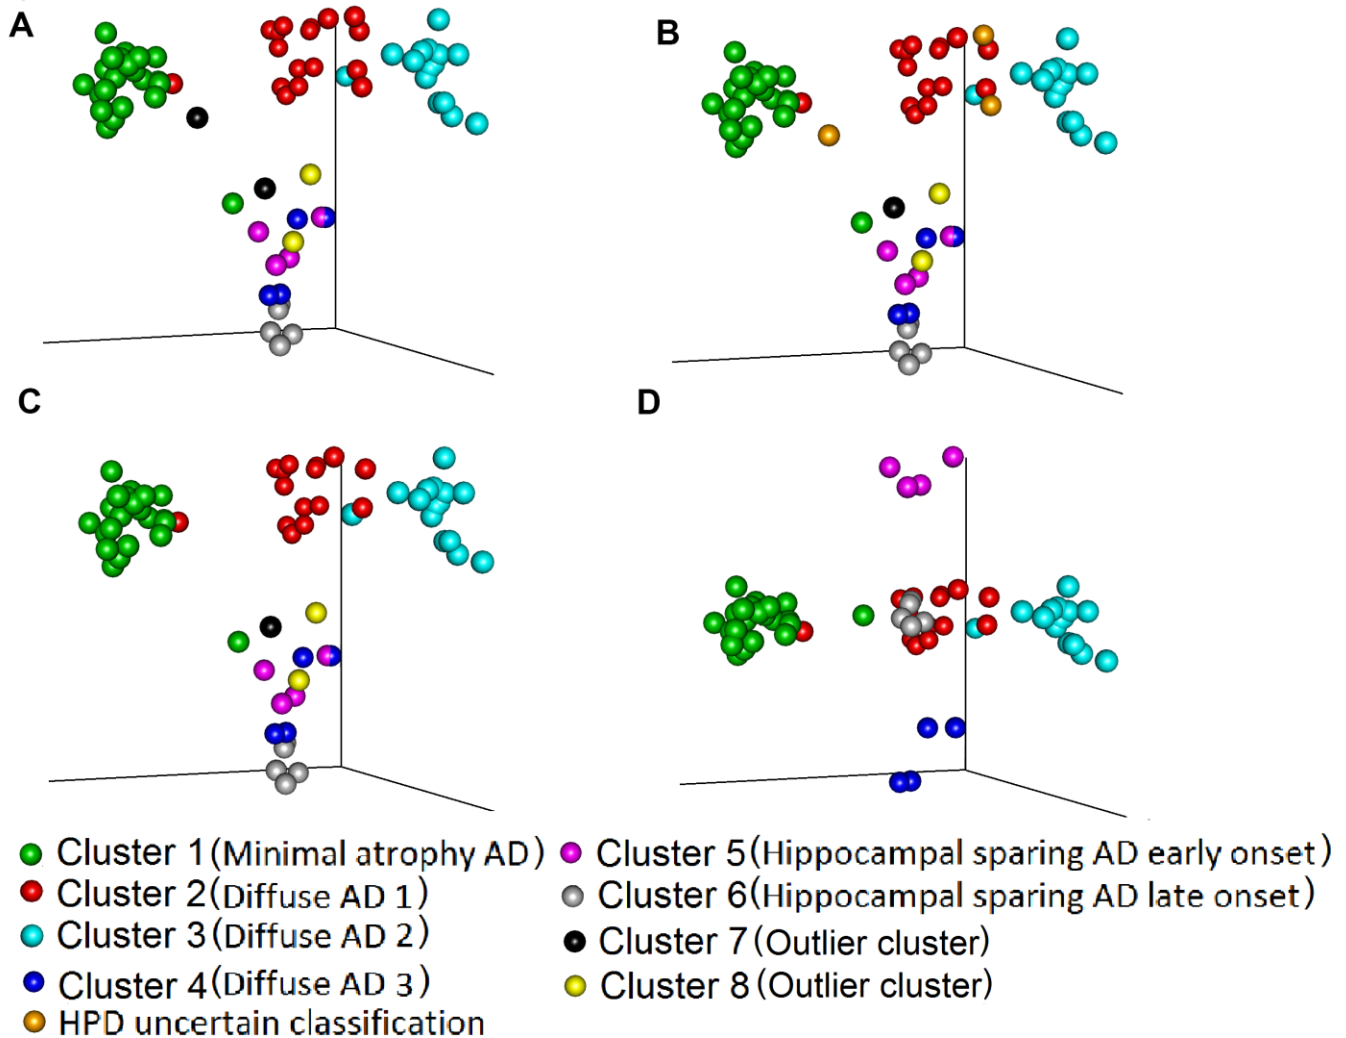 A
B
C
D
Cluster 1(Minimal atrophy AD)
Cluster 2(Diffuse AD 1)
Cluster 3(Diffuse AD 2)
Cluster 4(Diffuse AD 3)
HPD uncertain classification
Cluster 5(Hippocampal sparing AD early onset)
Cluster 6(Hippocampal sparing AD late onset)
Cluster 7(Outlier cluster)
Cluster 8(Outlier cluster)